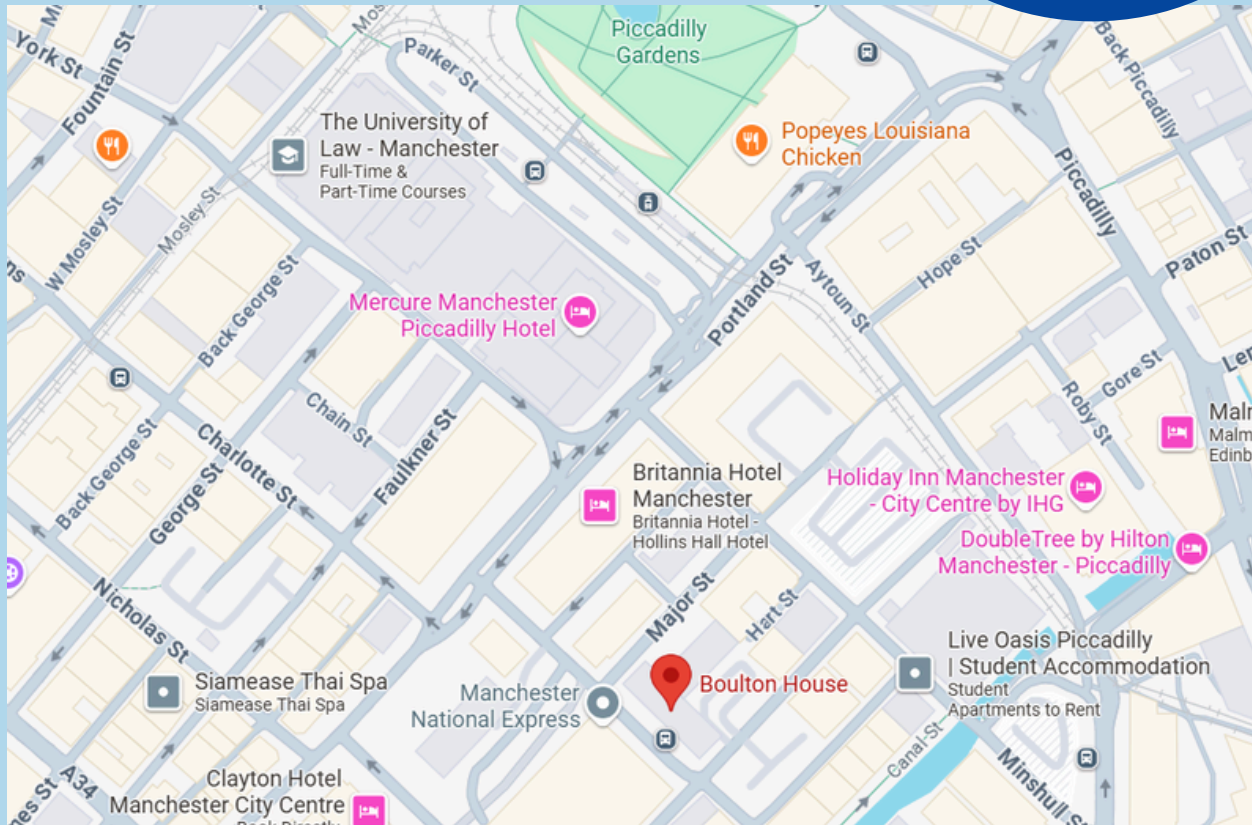 York St
Fountain St
Parker St
Piccadilly
Gardens
Back Piccadilly
The University of
Law - Manchester
Full-Time &
Part-Time Courses
Popeyes Louisiana
Chicken
Piccadilly
W Mosley St
Mosley St
Paton St
Hope St
Aytoun St
Portland St
Back George St
Mercure Manchester
Piccadilly Hotel
Gore St
Roby St
Chain St
Faulkner St
Charlotte St
Back George St
George St
Britannia Hotel
Manchester
Britannia Hotel -
Hollins Hall Hotel
Holiday Inn Manchester
- City Centre by IHG
DoubleTree by Hilton
Manchester - Piccadilly
Nicholas St
Major St
Hart St
Live Oasis Piccadilly
| Student Accommodation
Student
Apartments to Rent
Siamease Thai Spa
Siamease Thai Spa
Manchester
National Express
Boulton House
Canal St
Minshull St
A34
Clayton Hotel
Manchester City Centre